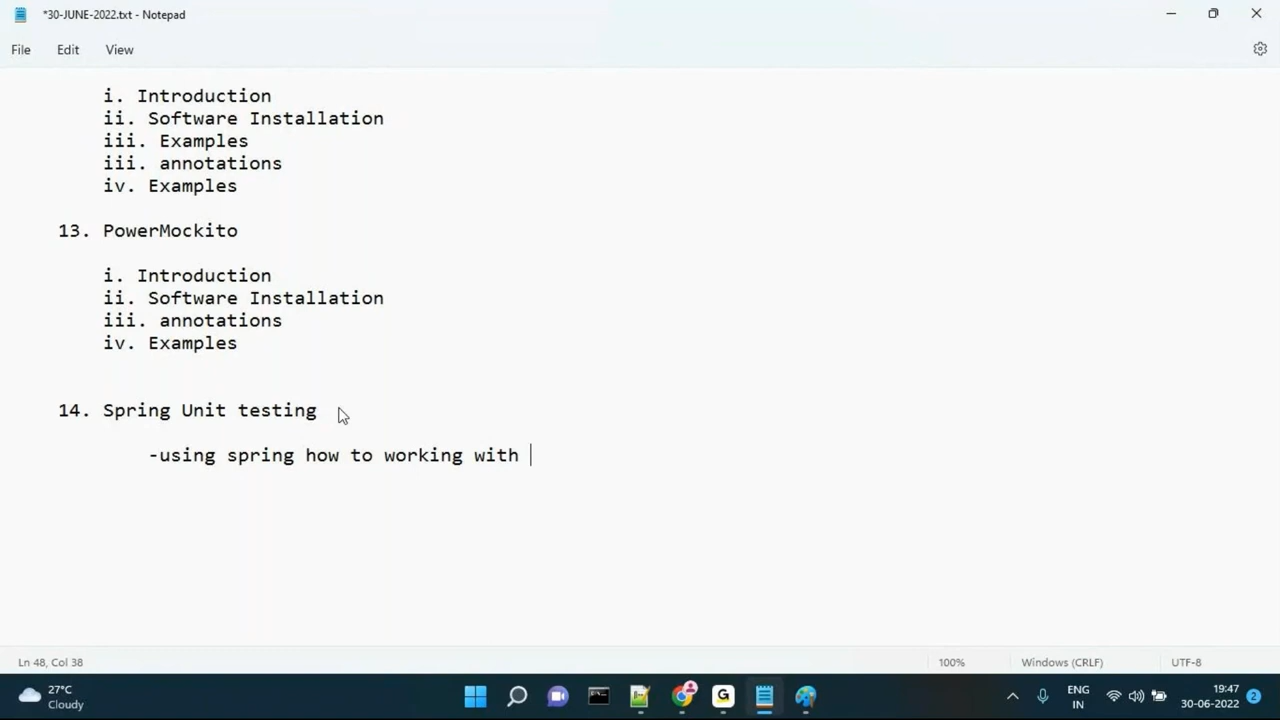 *30-JUNE-2022.txt - Notepad
File Edit View
i. Introduction
ii. Software Installation
iii. Examples
iii. annotations
iv. Examples
13. PowerMockito
i. Introduction
ii. Software Installation
iii. annotations
iv. Examples
14. Spring Unit testing
-using spring how to working with
Ln 48, Col 38 100% Windows (CRLF) UTF-8
27°C
Cloudy
G
ENG
IN
19:47
30-06-2022
2